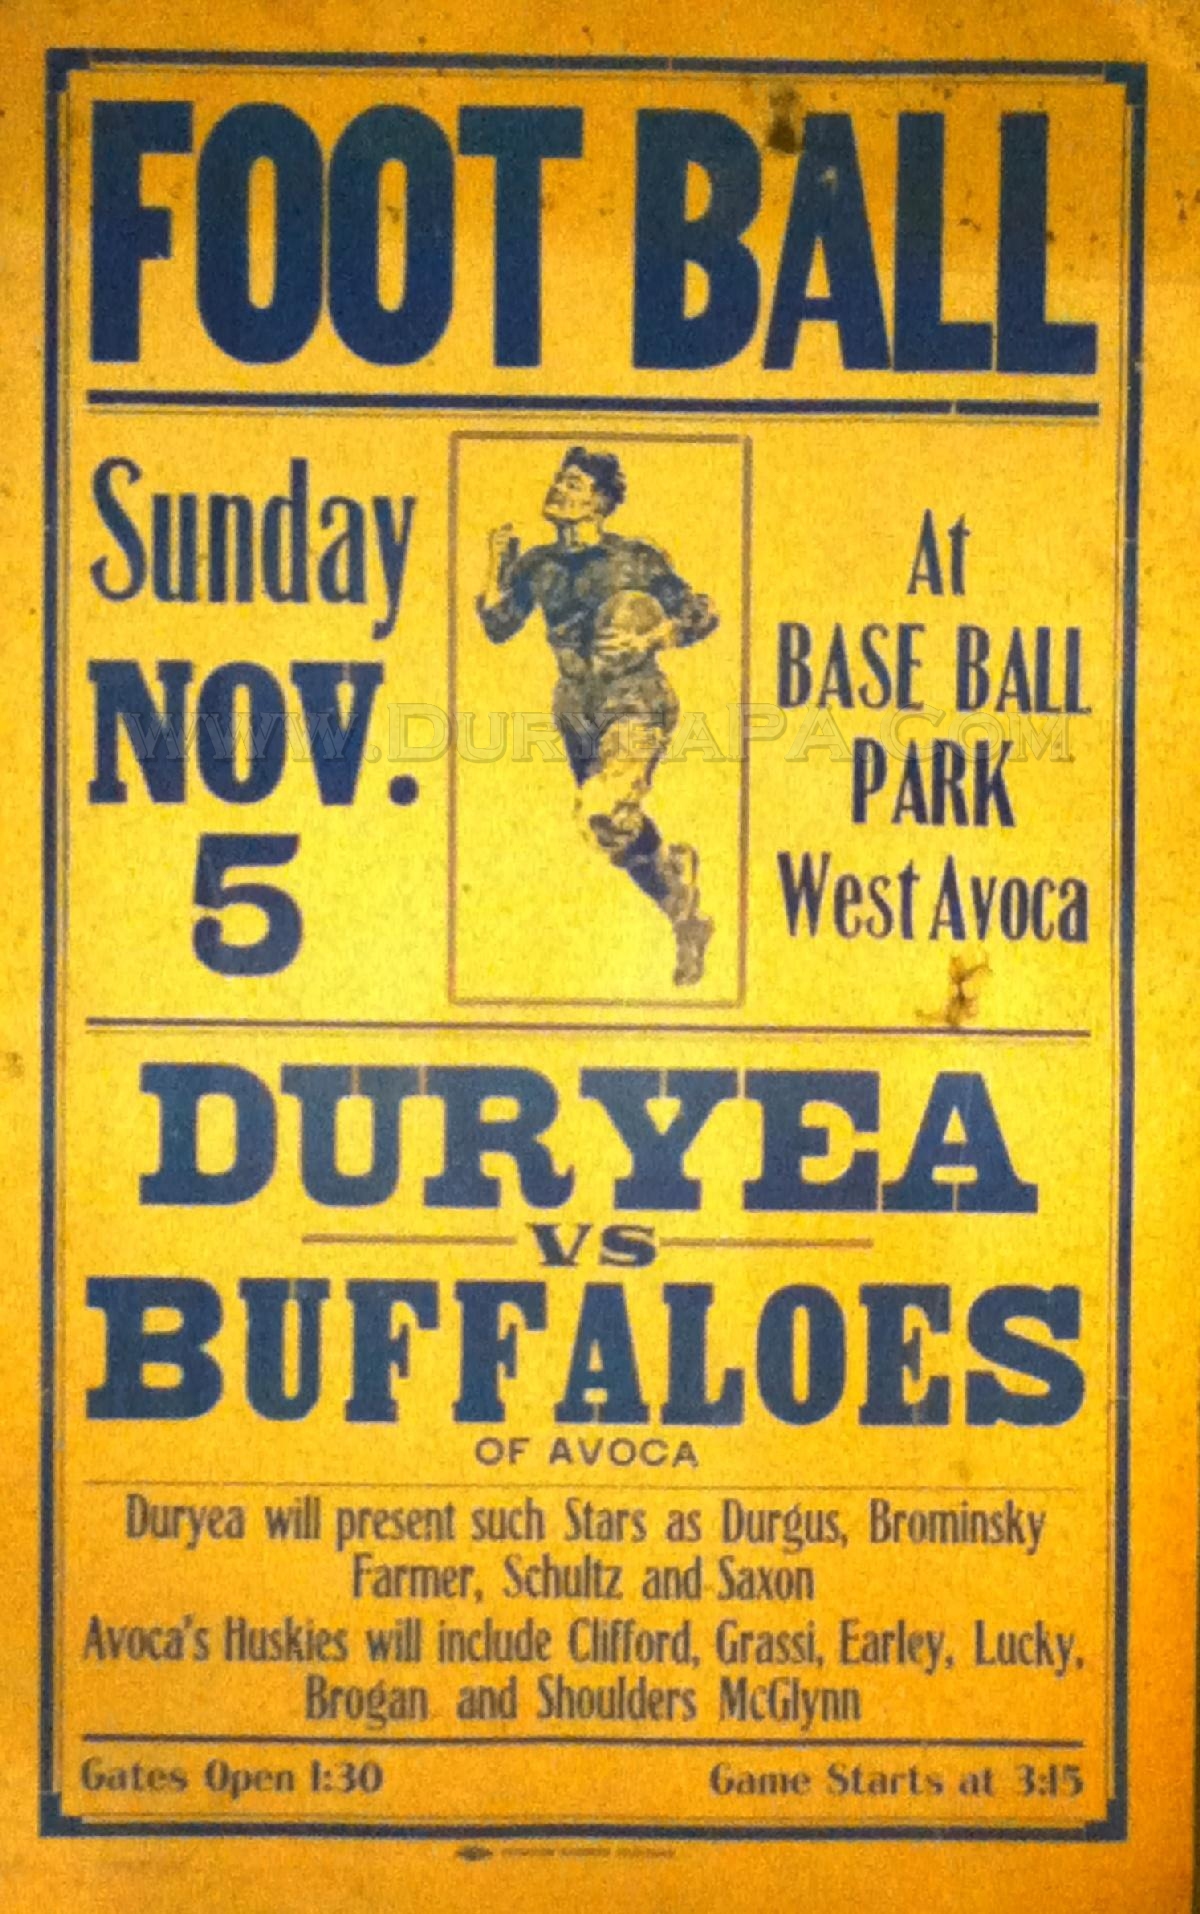 FOOT BALL
Sunday
NOV.
5
At
BASE BALL
PARK
West Avoca
www.DuryeaPA.com
DURYEA
VS
BUFFALOES
OF AVOCA
Duryea will present such Stars as Durgus, Brominsky
Farmer, Schultz and Saxon
Avoca's Huskies will include Clifford, Grassi, Earley, Lucky,
Brogan and Shoulders McGlynn
Gates Open 1:30
Game Starts at 3:15